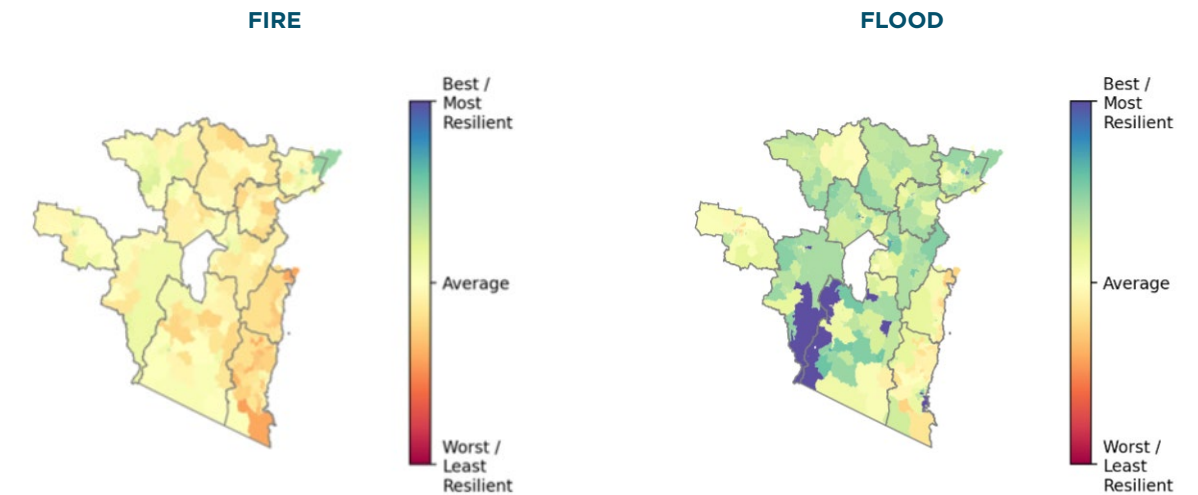 FIRE
Best /
Most
Resilient
Average
Worst /
Least
Resilient
FLOOD
Best /
Most
Resilient
Average
Worst /
Least
Resilient